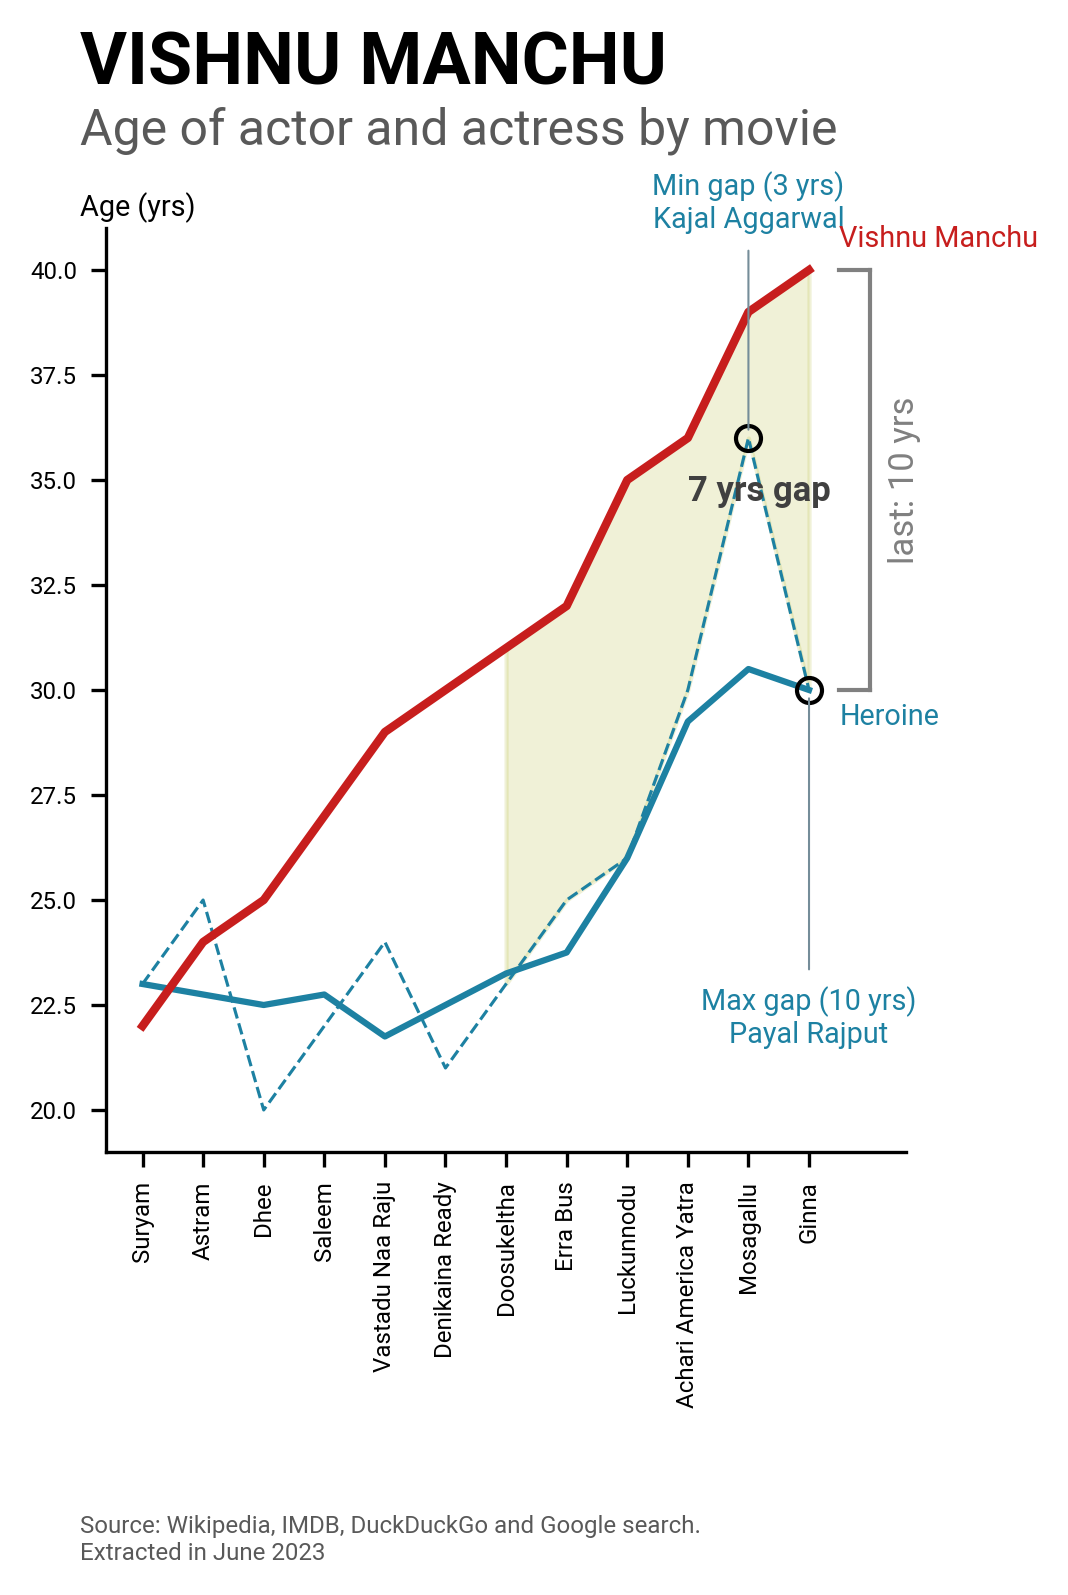 VISHNU MANCHU
Age of actor and actress by movie
Min gap (3 yrs)
Kajal Aggarwal
Age (yrs)
Vishnu Manchu
40.0
37.5
35.0
32.5
30.0
27.5
25.0
22.5
20.0
7 yrs gap
last: 10 yrs
Heroine
Max gap (10 yrs)
Payal Rajput
Suryam
Astram
Dhee
Saleem
Vastadu Naa Raju
Denikaina Ready
Doosukeltha
Erra Bus
Luckunnodu
Achari America Yatra
Mosagallu
Ginna
Source: Wikipedia, IMDB, DuckDuckGo and Google search.
Extracted in June 2023